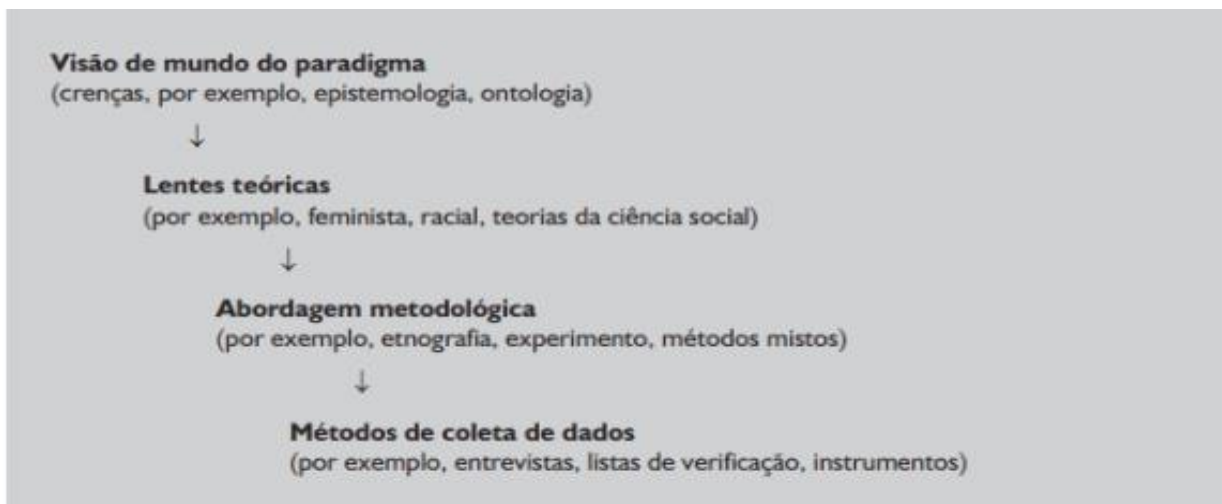 Visão de mundo do paradigma
(crenças, por exemplo, epistemologia, ontologia)
↓
Lentes teóricas
(por exemplo, feminista, racial, teorias da ciência social)
↓
Abordagem metodológica
(por exemplo, etnografia, experimento, métodos mistos)
↓
Métodos de coleta de dados
(por exemplo, entrevistas, listas de verificação, instrumentos)